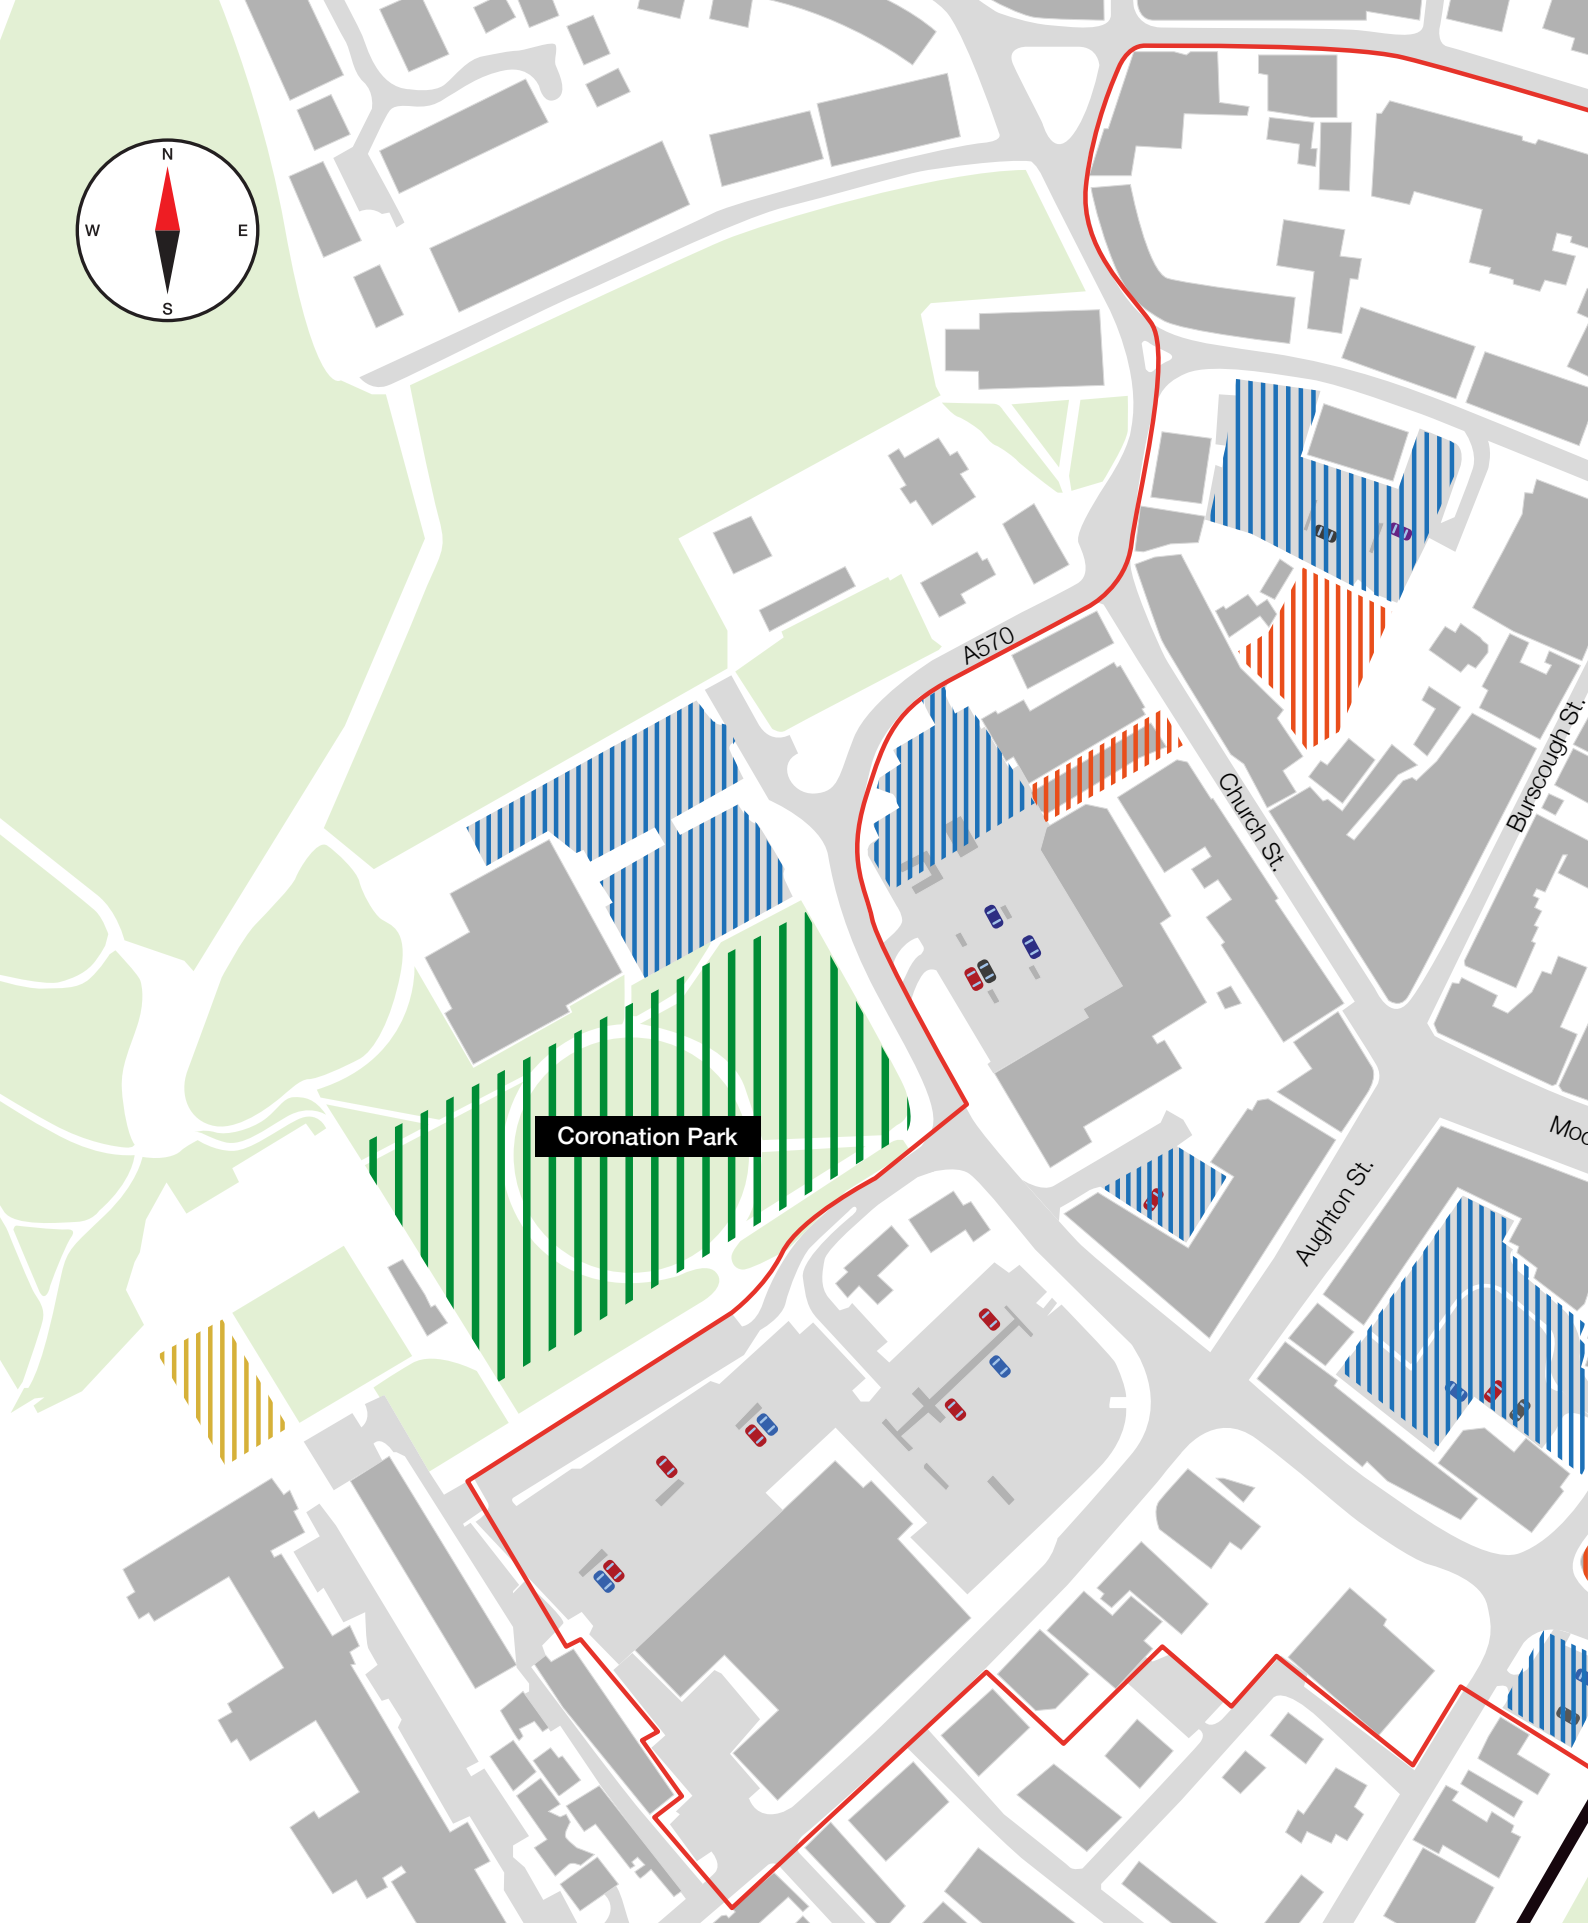 N
W
E
S
A570
Burscough St.
Church St.
Coronation Park
Moo
Aughton St.